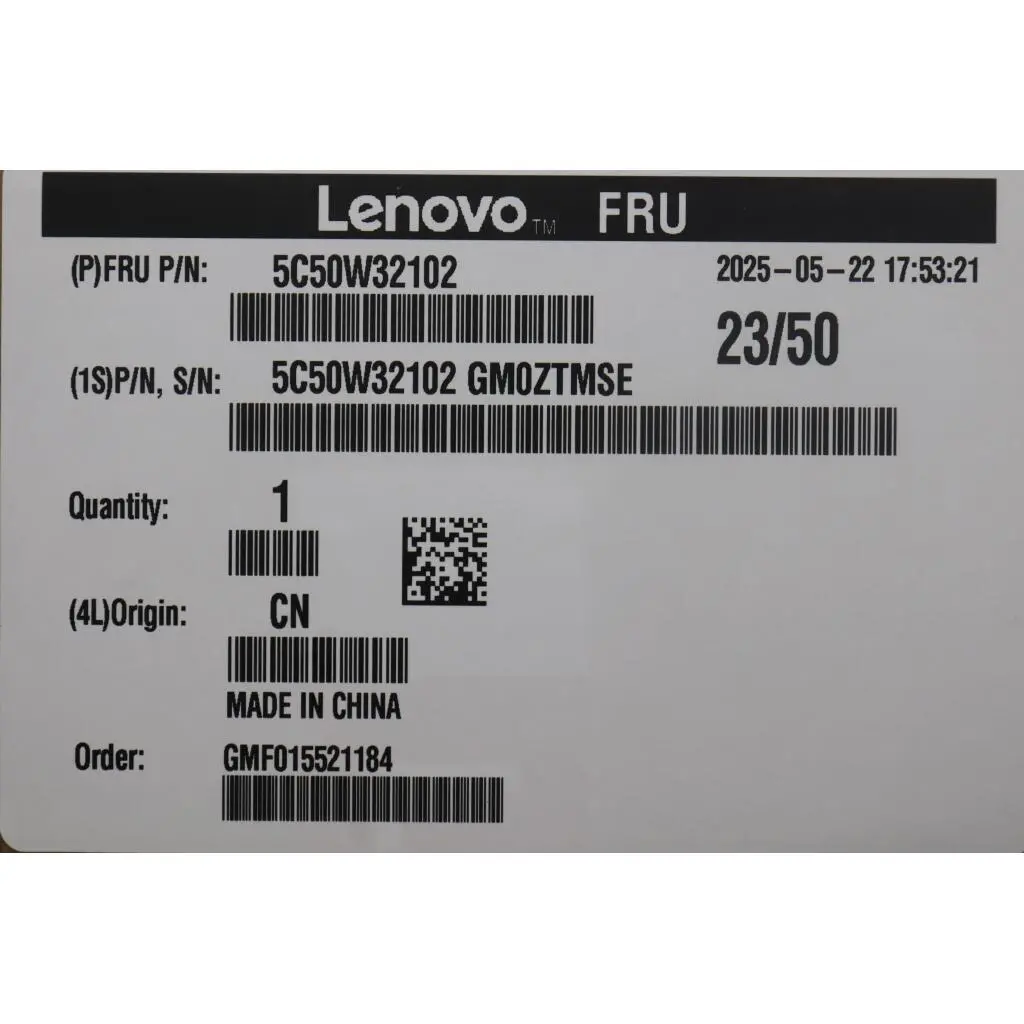 Lenovo™ FRU
(P)FRU P/N: 5C50W32102 2025-05-22 17:53:21
23/50
(1S)P/N, S/N: 5C50W32102 GM0ZTMSE
Quantity: 1
(4L)Origin: CN
MADE IN CHINA
Order: GMF015521184